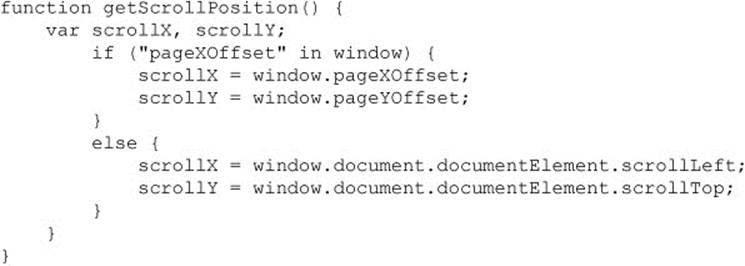 function getScrollPosition() {
    var scrollX, scrollY;
        if ("pageXOffset" in window) {
            scrollX = window.pageXOffset;
            scrollY = window.pageYOffset;
        }
        else {
            scrollX = window.document.documentElement.scrollLeft;
            scrollY = window.document.documentElement.scrollTop;
        }
    }
}